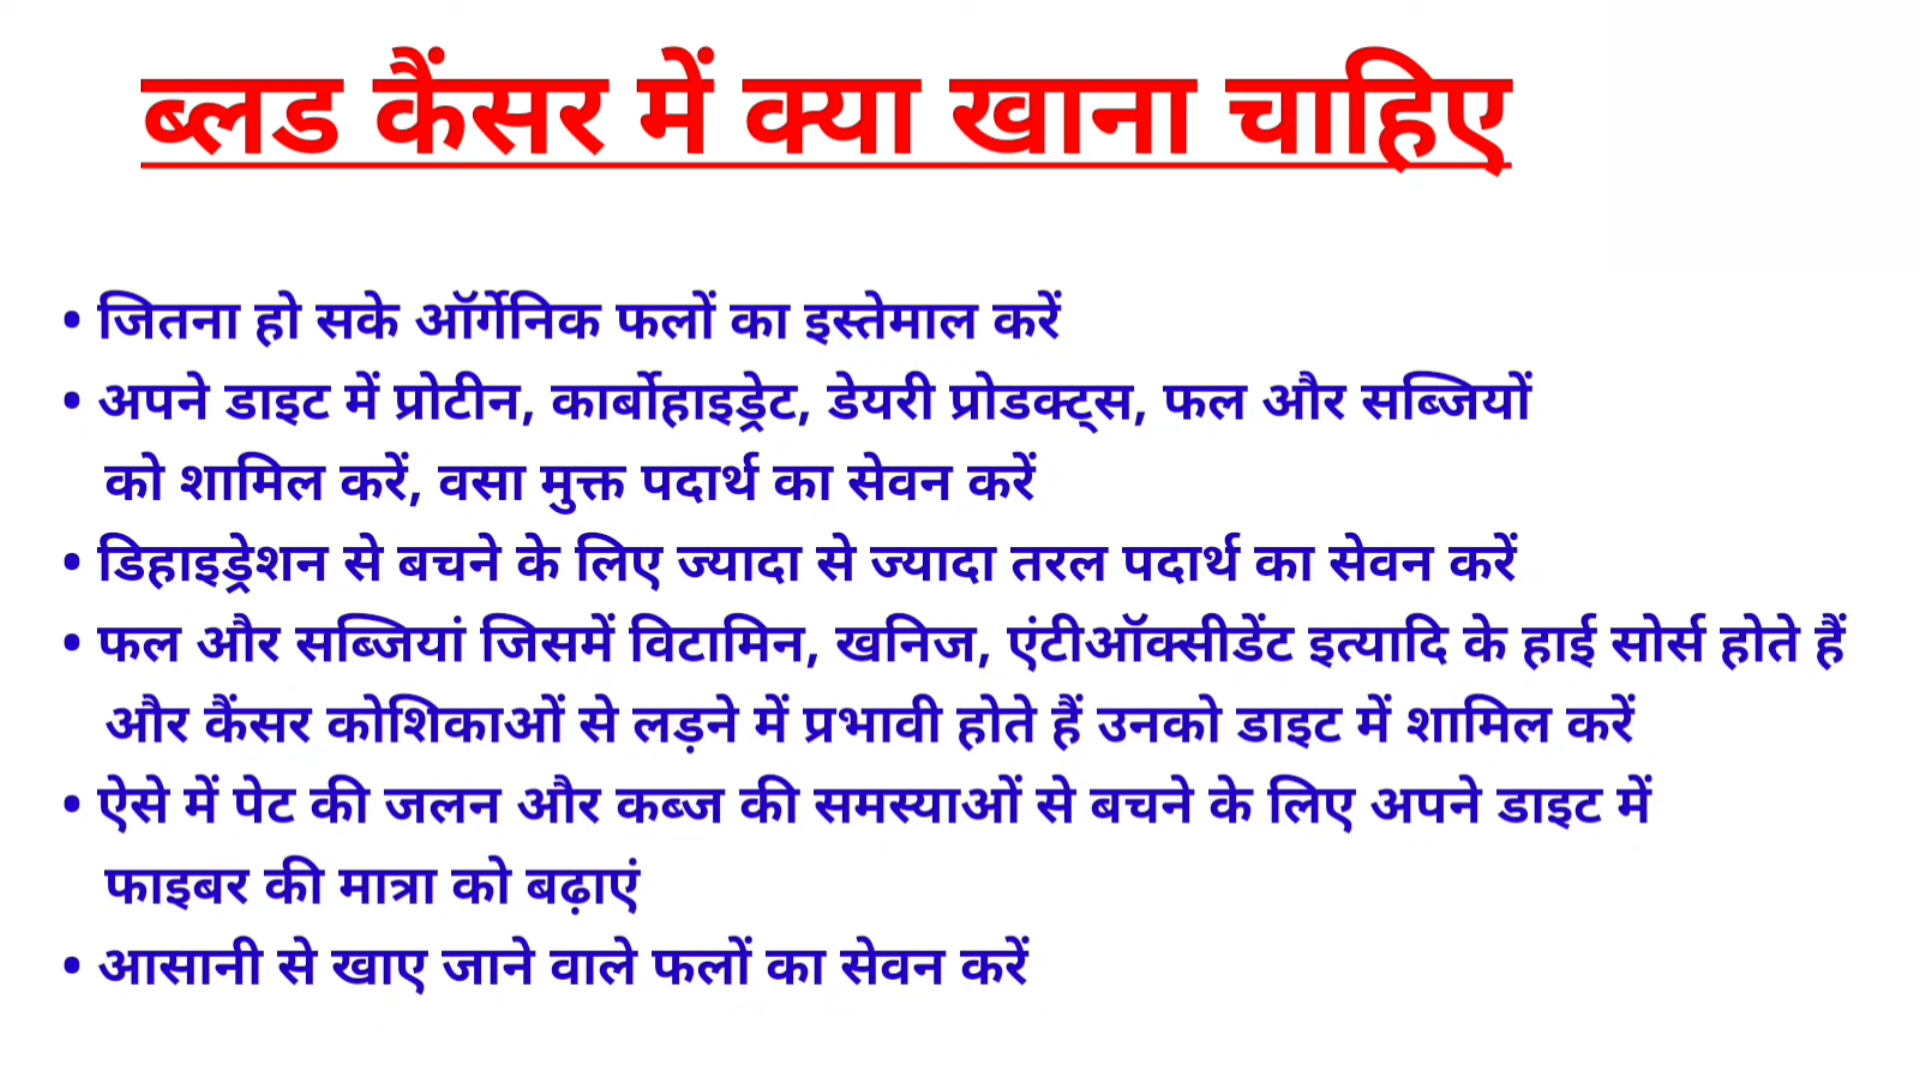 ब्लड कैंसर में क्या खाना चाहिए
• जितना हो सके ऑर्गेनिक फलों का इस्तेमाल करें
• अपने डाइट में प्रोटीन, कार्बोहाइड्रेट, डेयरी प्रोडक्ट्स, फल और सब्जियों
को शामिल करें, वसा मुक्त पदार्थ का सेवन करें
• डिहाइड्रेशन से बचने के लिए ज्यादा से ज्यादा तरल पदार्थ का सेवन करें
• फल और सब्जियां जिसमें विटामिन, खनिज, एंटीऑक्सीडेंट इत्यादि के हाई सोर्स होते हैं
और कैंसर कोशिकाओं से लड़ने में प्रभावी होते हैं उनको डाइट में शामिल करें
• ऐसे में पेट की जलन और कब्ज की समस्याओं से बचने के लिए अपने डाइट में
फाइबर की मात्रा को बढ़ाएं
• आसानी से खाए जाने वाले फलों का सेवन करें